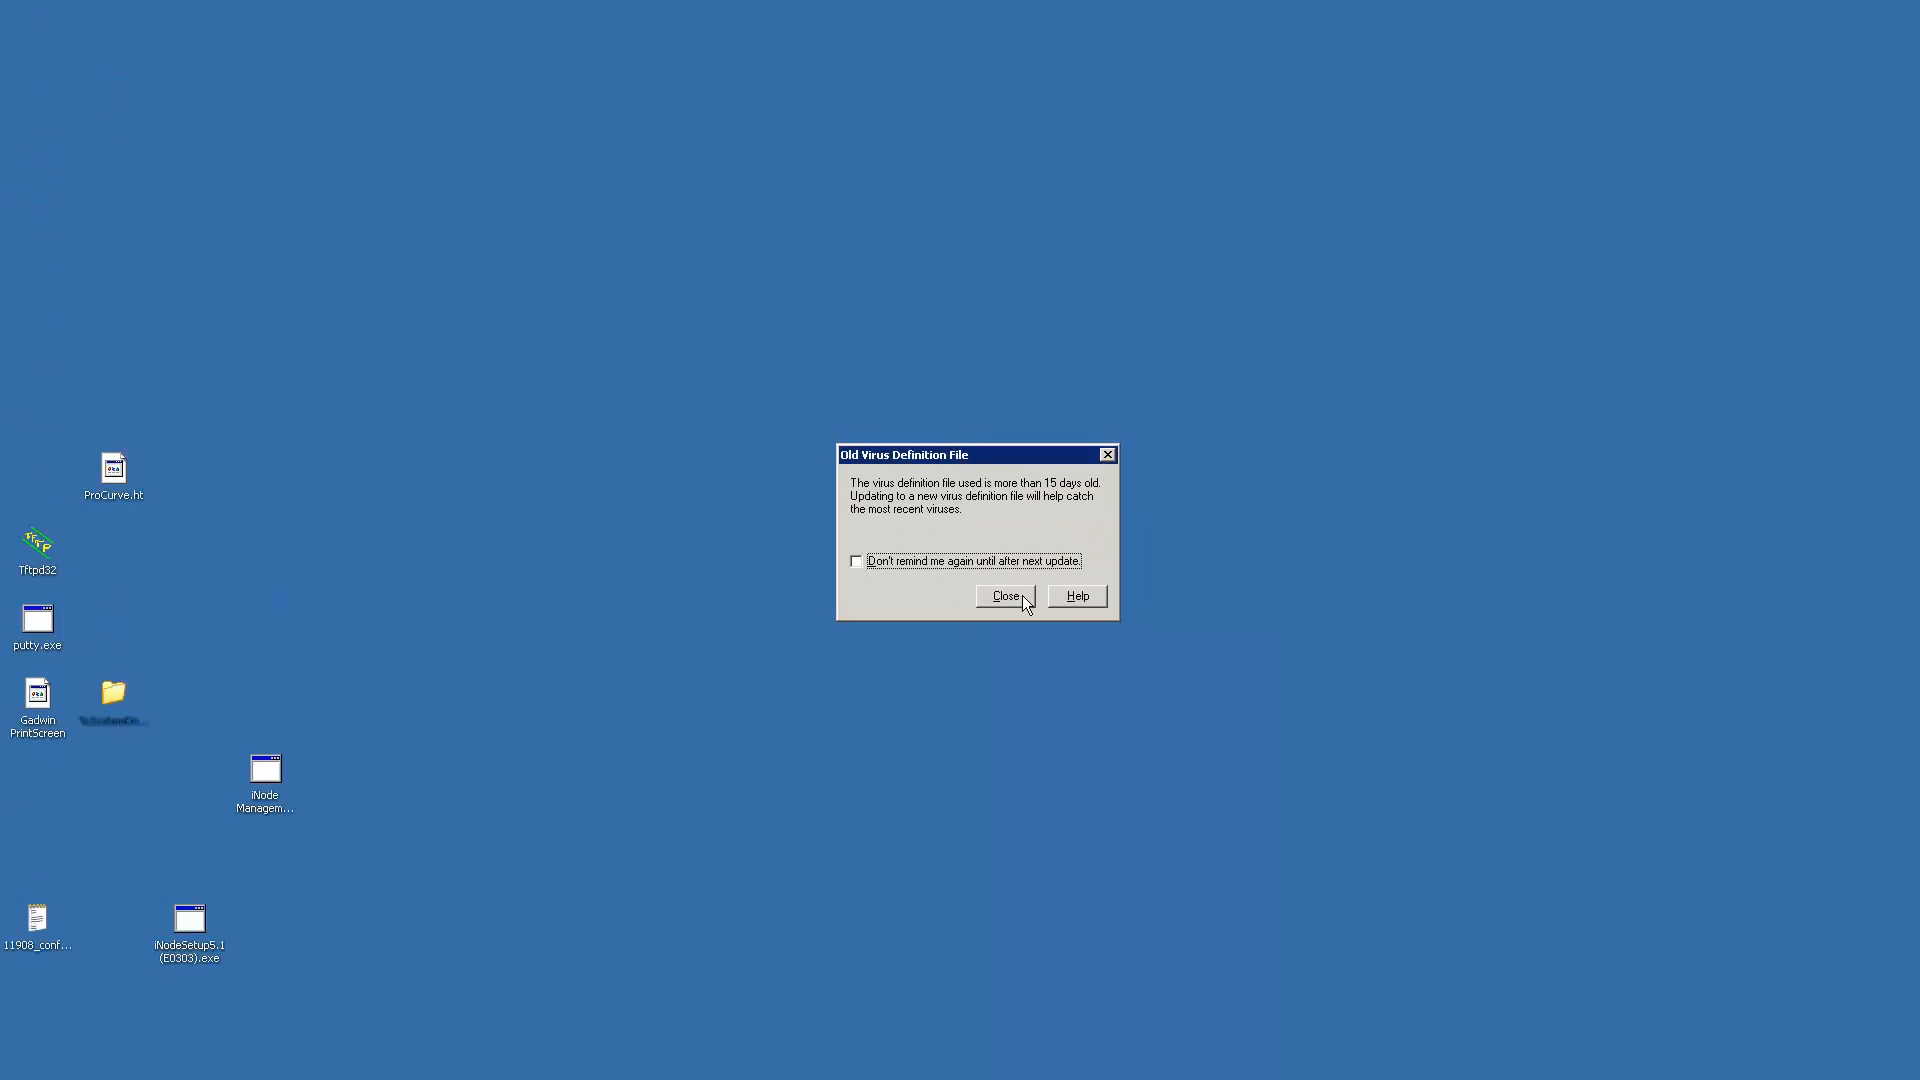 ProCurve.ht
Tftpd32
putty.exe
Gadwin
PrintScreen
iNode
Managem...
11908_conf...
iNodeSetup5.1
(E0303).exe
Old Virus Definition File
The virus definition file used is more than 15 days old.
Updating to a new virus definition file will help catch
the most recent viruses.
Don't remind me again until after next update.
Close
Help